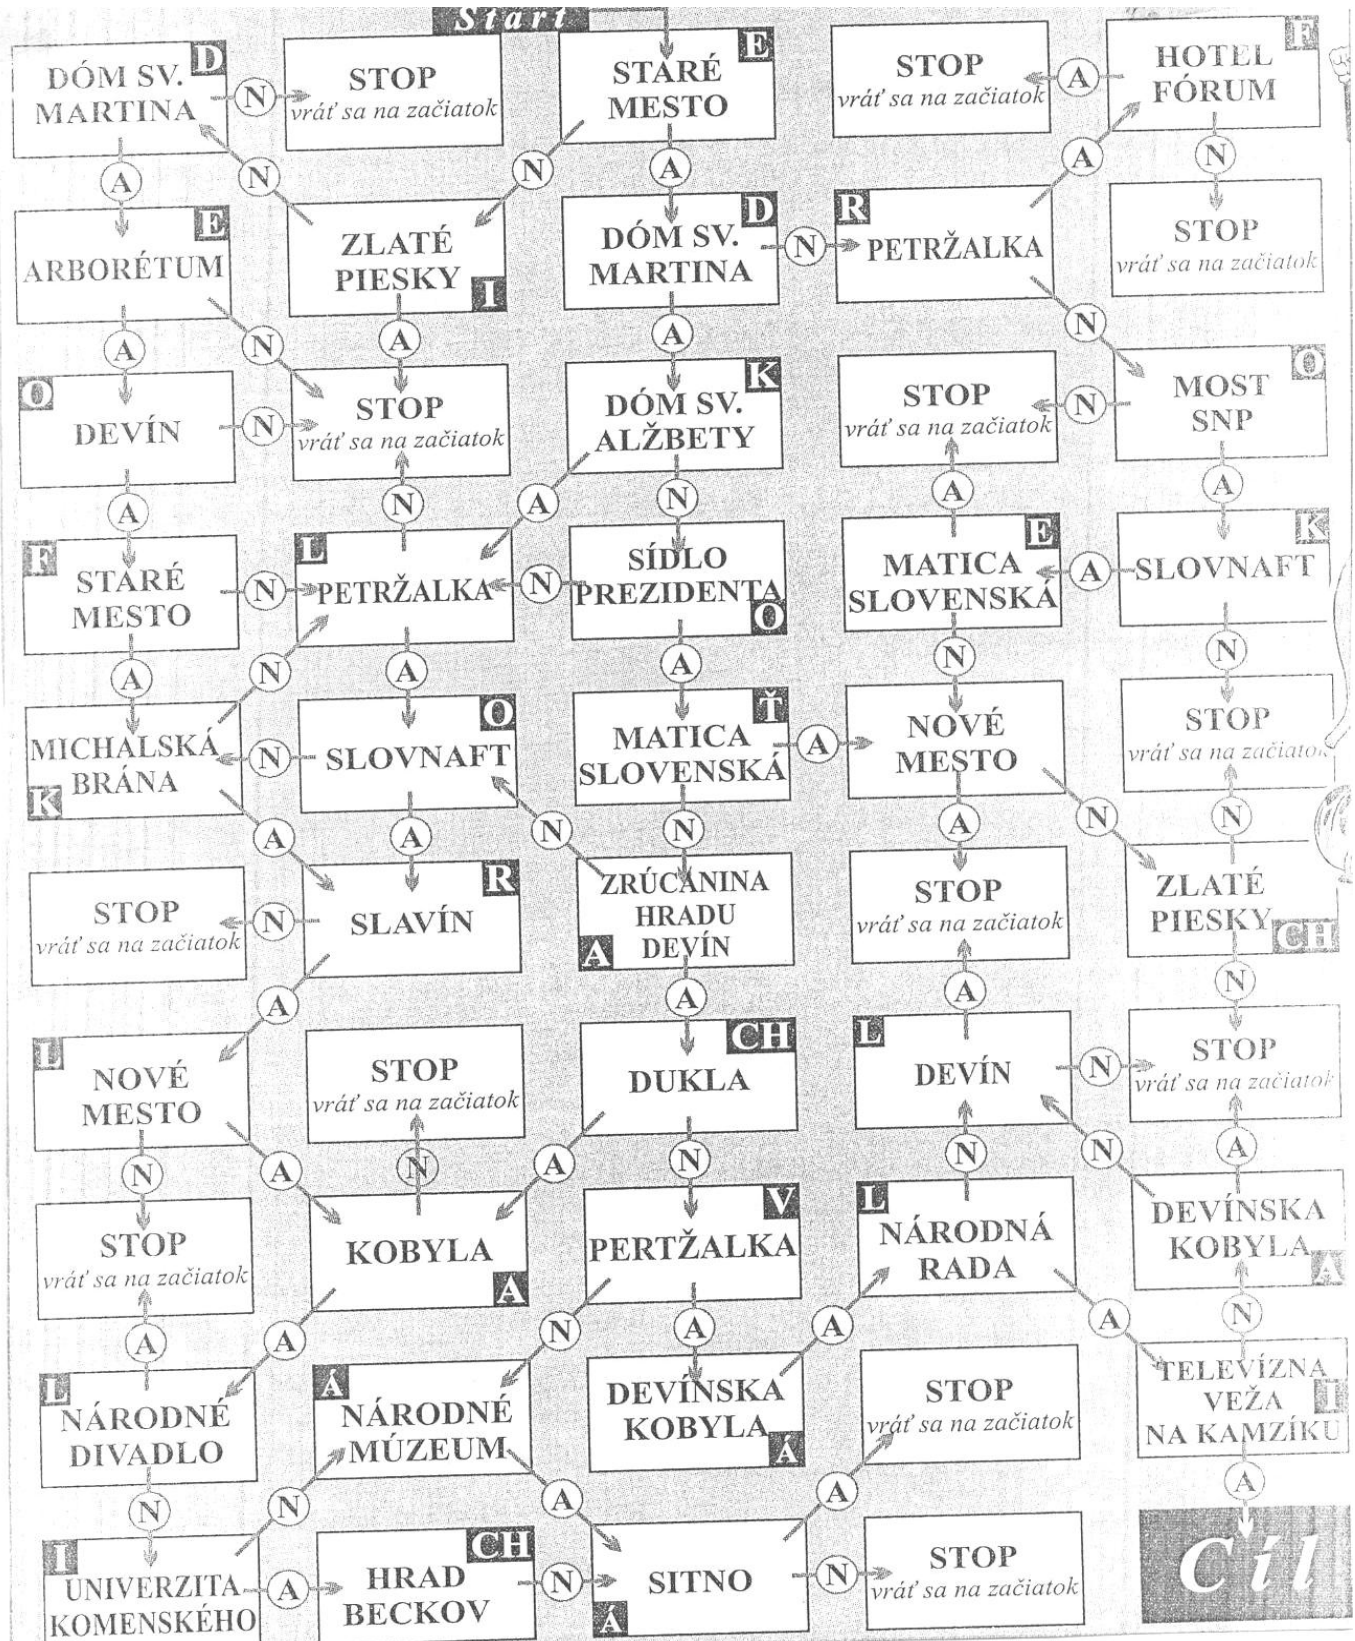 Start
D
DÓM SV.
MARTINA
N
STOP
vráť sa na začiatok
E
STARÉ
MESTO
STOP
vráť sa na začiatok
A
F
HOTEL
FÓRUM
A
N
N
A
A
N
E
ARBORÉTUM
ZLATÉ
PIESKY
I
D
DÓM SV.
MARTINA
N
R
PETRŽALKA
STOP
vráť sa na začiatok
A
N
A
A
N
O
DEVÍN
N
STOP
vráť sa na začiatok
K
DÓM SV.
ALŽBETY
STOP
vráť sa na začiatok
N
O
MOST
SNP
A
N
A
N
A
A
F
STARÉ
MESTO
N
L
PETRŽALKA
N
SÍDLO
PREZIDENTA
O
E
MATICA
SLOVENSKÁ
A
K
SLOVNAFT
A
N
A
A
N
N
MICHALSKÁ
BRÁNA
K
N
O
SLOVNAFT
Ť
MATICA
SLOVENSKÁ
A
NOVÉ
MESTO
STOP
vráť sa na začiatok
A
A
N
N
A
N
N
STOP
vráť sa na začiatok
N
R
SLAVÍN
ZRÚCANINA
HRADU
DEVÍN
A
STOP
vráť sa na začiatok
ZLATÉ
PIESKY
CH
A
A
A
N
L
NOVÉ
MESTO
STOP
vráť sa na začiatok
CH
DUKLA
L
DEVÍN
N
STOP
vráť sa na začiatok
N
A
N
A
N
N
N
A
STOP
vráť sa na začiatok
KOBYLA
A
V
PERTŽALKA
L
NÁRODNÁ
RADA
DEVÍNSKA
KOBYLA
A
A
A
N
A
A
A
N
L
NÁRODNÉ
DIVADLO
Á
NÁRODNÉ
MÚZEUM
DEVÍNSKA
KOBYLA
Á
STOP
vráť sa na začiatok
TELEVÍZNA
VEŽA
I
NA KAMZÍKU
N
N
A
A
A
I
UNIVERZITA
KOMENSKÉHO
A
CH
HRAD
BECKOV
N
SITNO
Á
N
STOP
vráť sa na začiatok
Cíl